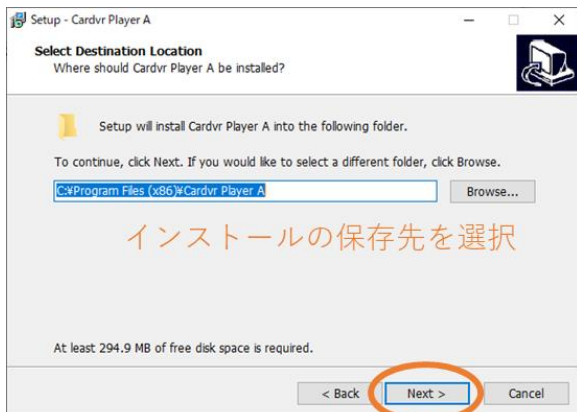 Setup - Cardvr Player A
Select Destination Location
Where should Cardvr Player A be installed?
Setup will install Cardvr Player A into the following folder.
To continue, click Next. If you would like to select a different folder, click Browse.
C:¥Program Files (x86)¥Cardvr Player A
Browse...
インストールの保存先を選択
At least 294.9 MB of free disk space is required.
< Back
Next >
Cancel